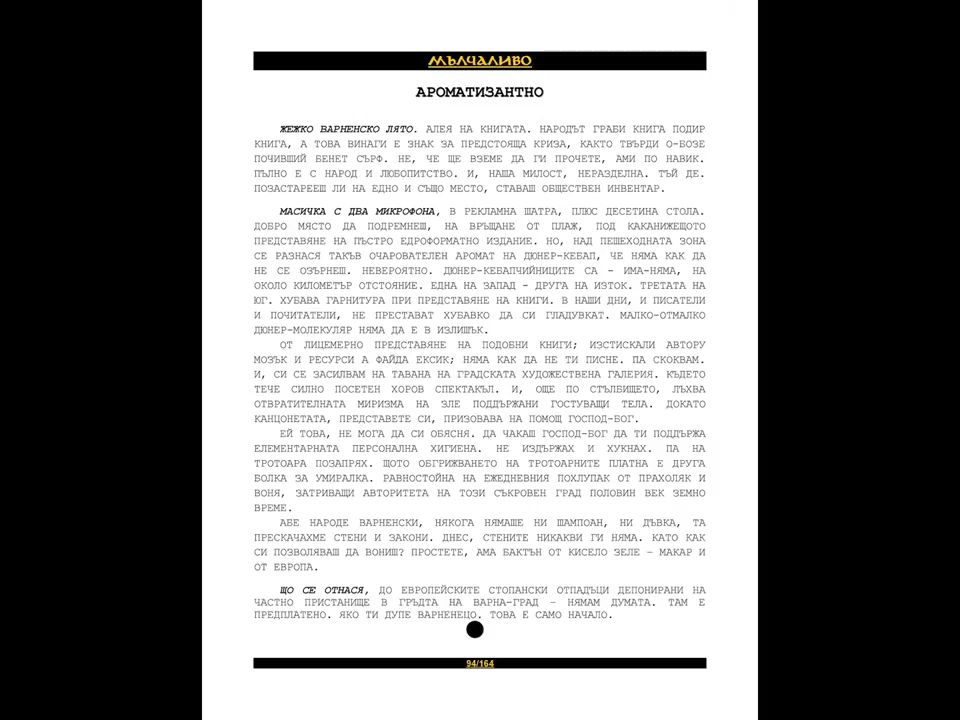 МЪЛЧАЛИВО
АРОМАТИЗАНТНО
ЖЕЖКО ВАРНЕНСКО ЛЯТО. АЛЕЯ НА КНИГАТА. НАРОДЪТ ГРАБИ КНИГА ПОДИР
КНИГА, А ТОВА ВИНАГИ Е ЗНАК ЗА ПРЕДСТОЯЩА КРИЗА, КАКТО ТВЪРДИ О-БОЗЕ
ПОЧИВШИЙ БЕНЕТ СЪРФ. НЕ, ЧЕ ЩЕ ВЗЕМЕ ДА ГИ ПРОЧЕТЕ, АМИ ПО НАВИК.
ПЪЛНО Е С НАРОД И ЛЮБОПИТСТВО. И, НАША МИЛОСТ, НЕРАЗДЕЛНА. ТЪЙ ДЕ.
ПОЗАСТАРЕЕШ ЛИ НА ЕДНО И СЪЩО МЯСТО, СТАВАШ ОБЩЕСТВЕН ИНВЕНТАР.
МАСИЧКА С ДВА МИКРОФОНА, В РЕКЛАМНА ШАТРА, ПЛЮС ДЕСЕТИНА СТОЛА.
ДОБРО МЯСТО ДА ПОДРЕМНЕШ, НА ВРЪЩАНЕ ОТ ПЛАЖ, ПОД КАКАНИЖЕЩОТО
ПРЕДСТАВЯНЕ НА ПЪСТРО ЕДРОФОРМАТНО ИЗДАНИЕ. НО, НАД ПЕШЕХОДНАТА ЗОНА
СЕ РАЗНАСЯ ТАКЪВ ОЧАРОВАТЕЛЕН АРОМАТ НА ДЮНЕР-КЕБАП, ЧЕ НЯМА КАК ДА
НЕ СЕ ОЗЪРНЕШ. НЕВЕРОЯТНО. ДЮНЕР-КЕБАПЧИЙНИЦИТЕ СА - ИМА-НЯМА, НА
ОКОЛО КИЛОМЕТЪР ОТСТОЯНИЕ. ЕДНА НА ЗАПАД - ДРУГА НА ИЗТОК. ТРЕТАТА НА
ЮГ. ХУБАВА ГАРНИТУРА ПРИ ПРЕДСТАВЯНЕ НА КНИГИ. В НАШИ ДНИ, И ПИСАТЕЛИ
И ПОЧИТАТЕЛИ, НЕ ПРЕСТАВАТ ХУБАВКО ДА СИ ГЛАДУВКАТ. МАЛКО-ОТМАЛКО
ДЮНЕР-МОЛЕКУЛЯР НЯМА ДА Е В ИЗЛИШЪК.
ОТ ЛИЦЕМЕРНО ПРЕДСТАВЯНЕ НА ПОДОБНИ КНИГИ; ИЗСТИСКАЛИ АВТОРУ
МОЗЪК И РЕСУРСИ А ФАЙДА ЕКСИК; НЯМА КАК ДА НЕ ТИ ПИСНЕ. ПА СКОКВАМ.
И, СИ СЕ ЗАСИЛВАМ НА ТАВАНА НА ГРАДСКАТА ХУДОЖЕСТВЕНА ГАЛЕРИЯ. КЪДЕТО
ТЕЧЕ СИЛНО ПОСЕТЕН ХОРОВ СПЕКТАКЪЛ. И, ОЩЕ ПО СТЪЛБИЩЕТО, ЛЪХВА
ОТВРАТИТЕЛНАТА МИРИЗМА НА ЗЛЕ ПОДДЪРЖАНИ ГОСТУВАЩИ ТЕЛА. ДОКАТО
КАНЦОНЕТАТА, ПРЕДСТАВЕТЕ СИ, ПРИЗОВАВА НА ПОМОЩ ГОСПОД-БОГ.
ЕЙ ТОВА, НЕ МОГА ДА СИ ОБЯСНЯ. ДА ЧАКАШ ГОСПОД-БОГ ДА ТИ ПОДДЪРЖА
ЕЛЕМЕНТАРНАТА ПЕРСОНАЛНА ХИГИЕНА. НЕ ИЗДЪРЖАХ И ХУКНАХ. ПА НА
ТРОТОАРА ПОЗАПРЯХ. ЩОТО ОБГРИЖВАНЕТО НА ТРОТОАРНИТЕ ПЛАТНА Е ДРУГА
БОЛКА ЗА УМИРАЛКА. РАВНОСТОЙНА НА ЕЖЕДНЕВНИЯ ПОХЛУПАК ОТ ПРАХОЛЯК И
ВОНЯ, ЗАТРИВАЩИ АВТОРИТЕТА НА ТОЗИ СЪКРОВЕН ГРАД ПОЛОВИН ВЕК ЗЕМНО
ВРЕМЕ.
АБЕ НАРОДЕ ВАРНЕНСКИ, НЯКОГА НЯМАШЕ НИ ШАМПОАН, НИ ДЪВКА, ТА
ПРЕСКАЧАХМЕ СТЕНИ И ЗАКОНИ. ДНЕС, СТЕНИТЕ НИКАКВИ ГИ НЯМА. КАТО КАК
СИ ПОЗВОЛЯВАШ ДА ВОНИШ? ПРОСТЕТЕ, АМА БАКТЪН ОТ КИСЕЛО ЗЕЛЕ – МАКАР И
ОТ ЕВРОПА.
ЩО СЕ ОТНАСЯ, ДО ЕВРОПЕЙСКИТЕ СТОПАНСКИ ОТПАДЪЦИ ДЕПОНИРАНИ НА
ЧАСТНО ПРИСТАНИЩЕ В ГРЪДТА НА ВАРНА-ГРАД – НЯМАМ ДУМАТА. ТАМ Е
ПРЕДПЛАТЕНО. ЯКО ТИ ДУПЕ ВАРНЕНЕЦО. ТОВА Е САМО НАЧАЛО.
94/164